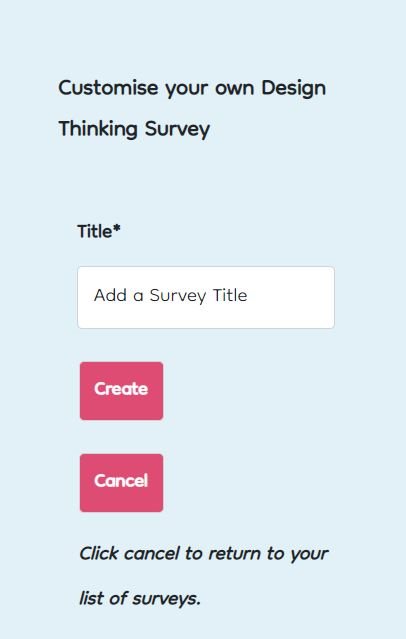 Customise your own Design
Thinking Survey
Title*
Add a Survey Title
Create
Cancel
Click cancel to return to your
list of surveys.